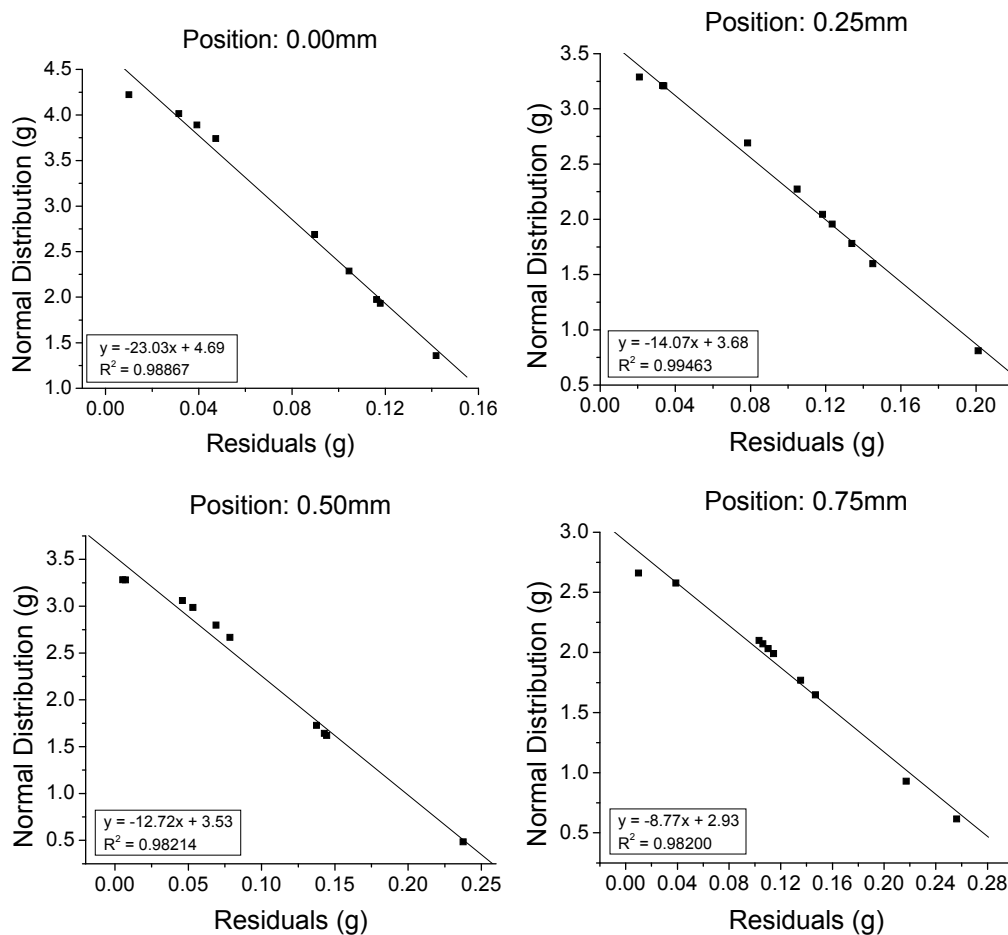 Position: 0.00mm
4.5
4.0
3.5
3.0
2.5
2.0
1.5
1.0
Normal Distribution (g)
y = -23.03x + 4.69
R² = 0.98867
0.00 0.04 0.08 0.12 0.16
Residuals (g)
Position: 0.25mm
3.5
3.0
2.5
2.0
1.5
1.0
0.5
Normal Distribution (g)
y = -14.07x + 3.68
R² = 0.99463
0.00 0.04 0.08 0.12 0.16 0.20
Residuals (g)
Position: 0.50mm
3.5
3.0
2.5
2.0
1.5
1.0
0.5
Normal Distribution (g)
y = -12.72x + 3.53
R² = 0.98214
0.00 0.05 0.10 0.15 0.20 0.25
Residuals (g)
Position: 0.75mm
3.0
2.5
2.0
1.5
1.0
0.5
Normal Distribution (g)
y = -8.77x + 2.93
R² = 0.98200
0.00 0.04 0.08 0.12 0.16 0.20 0.24 0.28
Residuals (g)